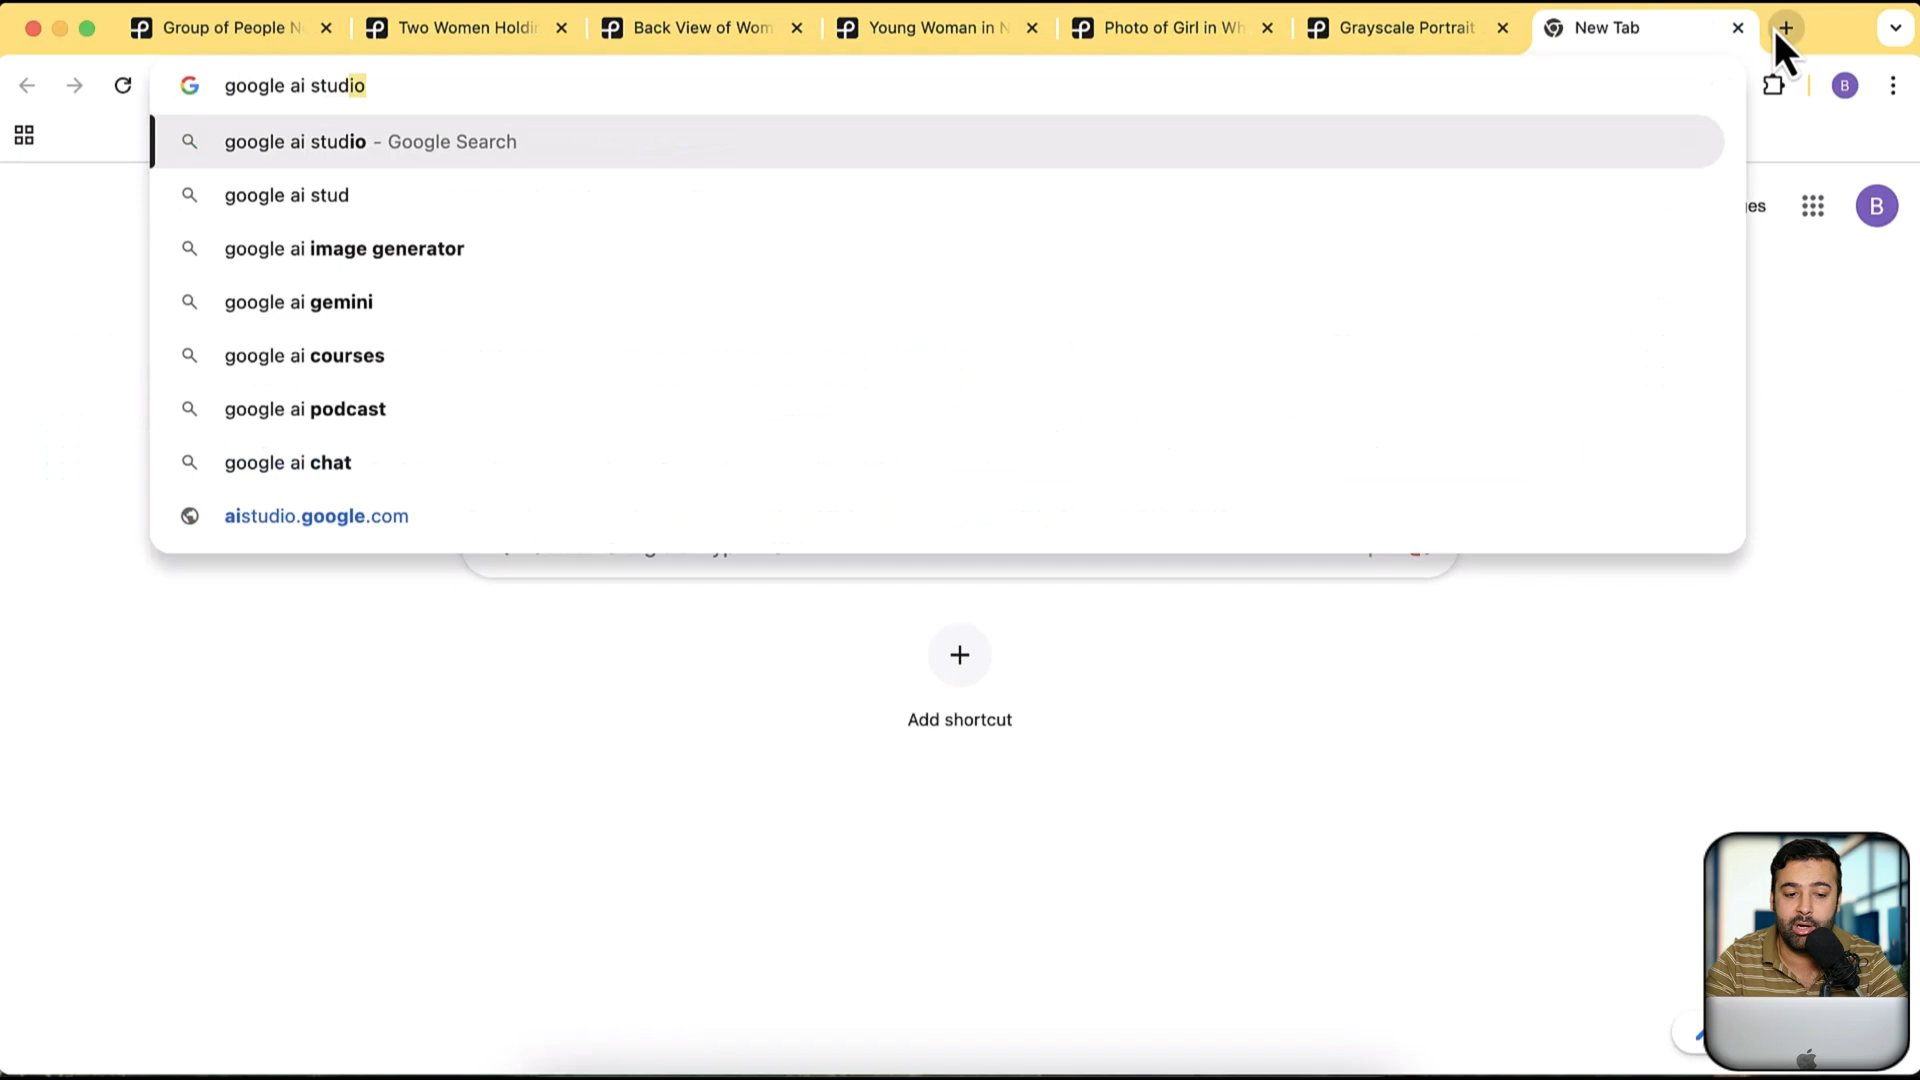 Group of People N
Two Women Holdi
Back View of Wom
Young Woman in N
Photo of Girl in Wh
Grayscale Portrait
New Tab
google ai studio
B
google ai studio - Google Search
google ai stud
google ai image generator
es
B
google ai gemini
google ai courses
google ai podcast
google ai chat
aistudio.google.com
Add shortcut